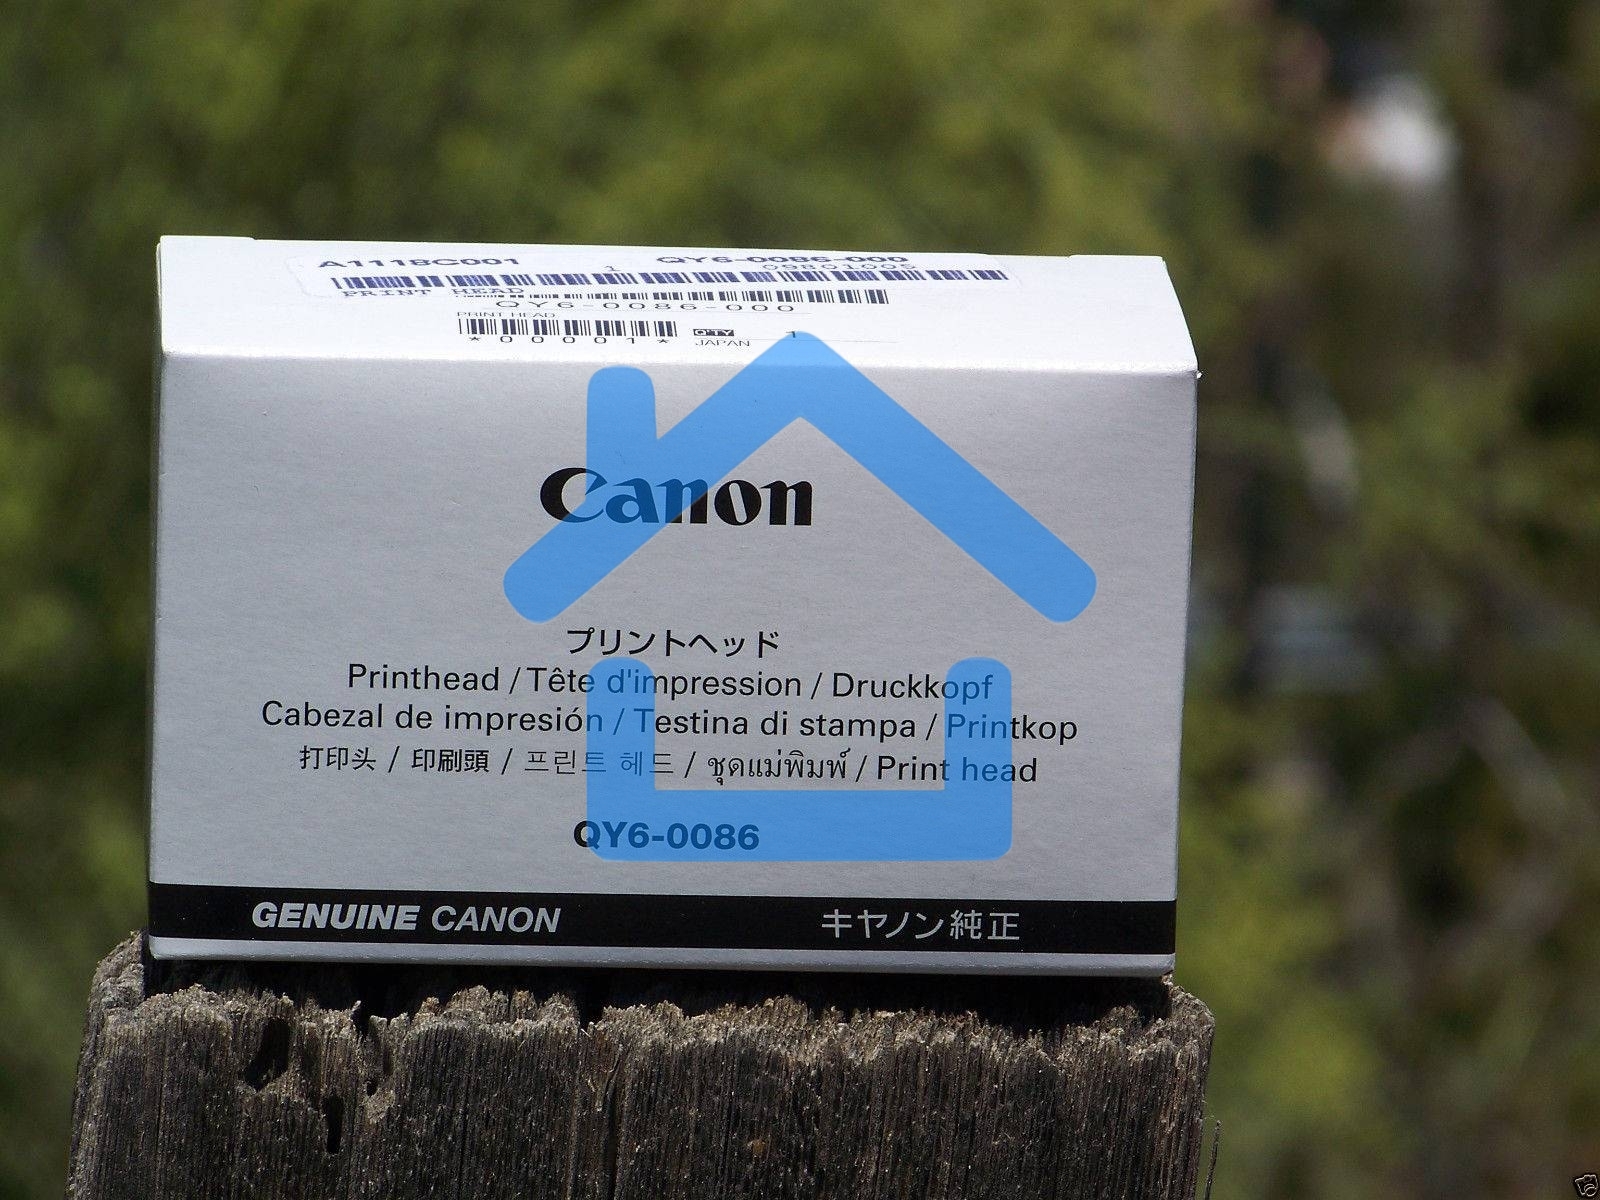 A1118C001 1 QY6-0086-000
09801005
PRINT HEAD
QY6-0086-000
PRINT HEAD
*00001* Q'TY 1
JAPAN
Canon
プリントヘッド
Printhead / Tête d'impression / Druckkopf
Cabezal de impresión / Testina di stampa / Printkop
打印头 / 印刷頭 / 프린트 헤드 / ชุดแม่พิมพ์ / Print head
QY6-0086
GENUINE CANON キヤノン純正